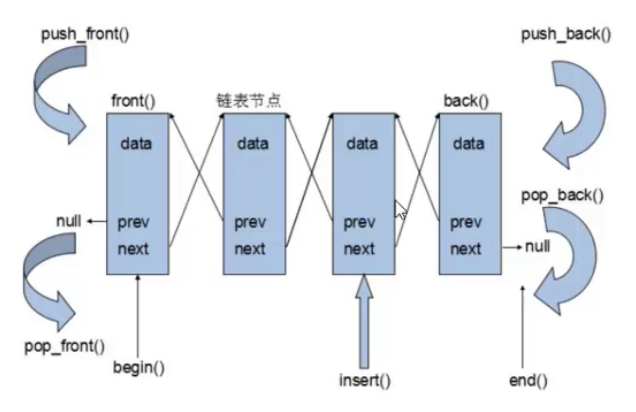 push_front()
push_back()
front()
链表节点
back()
data
data
data
data
pop_back()
null
prev
prev
prev
prev
next
next
next
next
null
pop_front()
begin()
insert()
end()